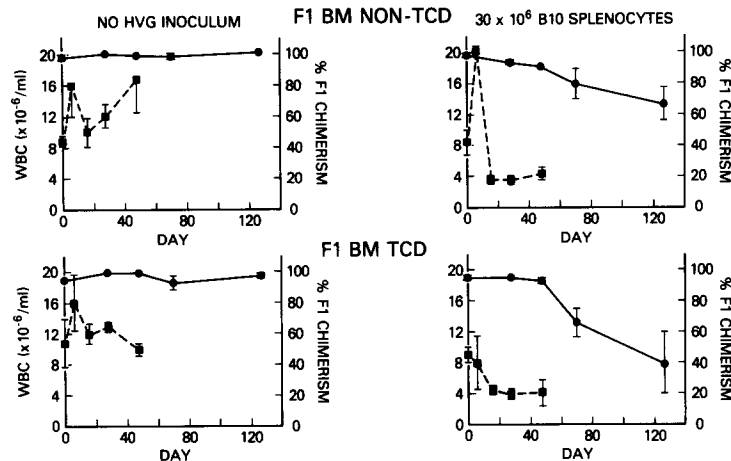 F1 BM NON-TCD
NO HVG INOCULUM
30 x 10⁶ B10 SPLENOCYTES
WBC (x10⁻⁶/ml)
20
16
12
8
4
0
100
80
60
40
20
0
% F1 CHIMERISM
0 40 80 120
DAY
20
16
12
8
4
0
100
80
60
40
20
0
% F1 CHIMERISM
0 40 80 120
DAY
F1 BM TCD
WBC (x10⁻⁶/ml)
20
16
12
8
4
0
100
80
60
40
20
0
% F1 CHIMERISM
0 40 80 120
DAY
20
16
12
8
4
0
100
80
60
40
20
0
% F1 CHIMERISM
0 40 80 120
DAY